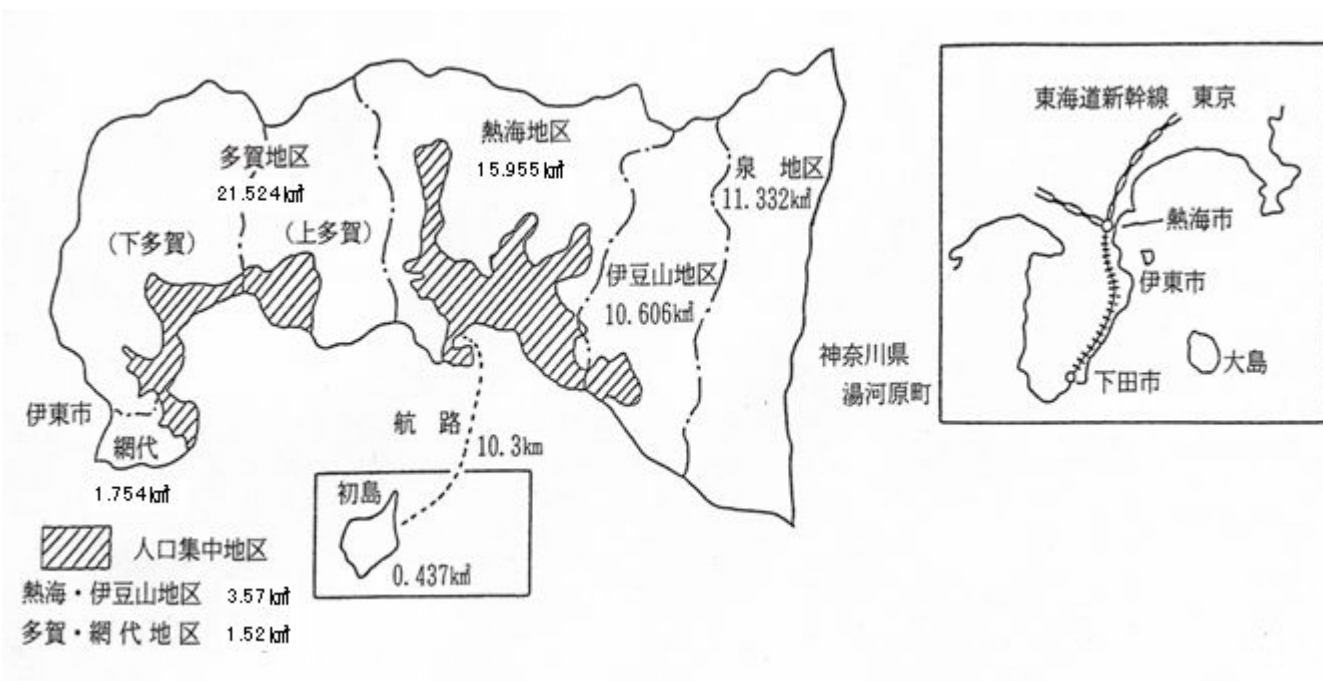 多賀地区
21.524k㎡
(下多賀)
(上多賀)
熱海地区
15.955k㎡
伊豆山地区
10.606k㎡
泉 地区
11.332k㎡
神奈川県
湯河原町
伊東市
網代
1.754k㎡
航 路
10.3km
初島
0.437k㎡
人口集中地区
熱海・伊豆山地区 3.57k㎡
多賀・網代地区 1.52k㎡
東海道新幹線 東京
熱海市
伊東市
大島
下田市